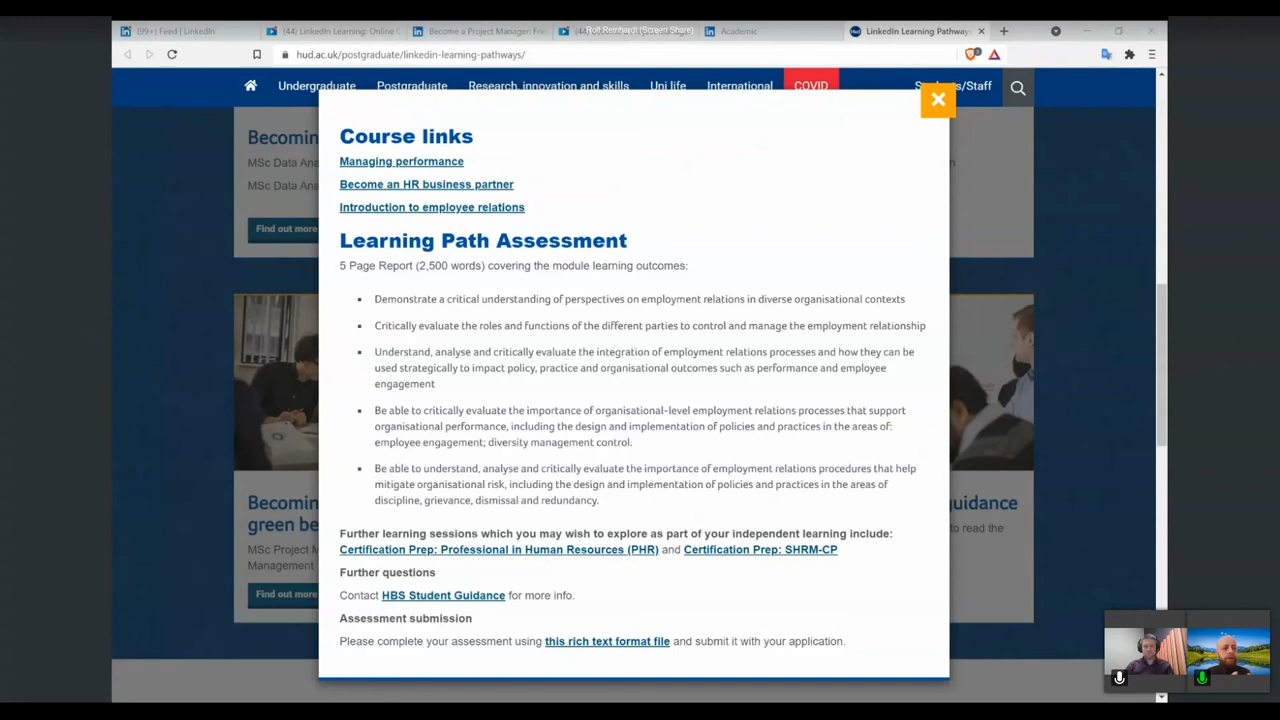 (99+) Feed | LinkedIn
(44) LinkedIn Learning: Online C
Become a Project Manager: Fre
(44
Rolf Reinhardt (Screen Share)
Academic
LinkedIn Learning Pathways
hud.ac.uk/postgraduate/linkedin-learning-pathways/
Undergraduate Postgraduate Research, innovation and skills Uni life International COVID Students/Staff
Course links
Managing performance
Become an HR business partner
Introduction to employee relations
Learning Path Assessment
5 Page Report (2,500 words) covering the module learning outcomes:
▪ Demonstrate a critical understanding of perspectives on employment relations in diverse organisational contexts
▪ Critically evaluate the roles and functions of the different parties to control and manage the employment relationship
▪ Understand, analyse and critically evaluate the integration of employment relations processes and how they can be
used strategically to impact policy, practice and organisational outcomes such as performance and employee
engagement
▪ Be able to critically evaluate the importance of organisational-level employment relations processes that support
organisational performance, including the design and implementation of policies and practices in the areas of:
employee engagement; diversity management control.
▪ Be able to understand, analyse and critically evaluate the importance of employment relations procedures that help
mitigate organisational risk, including the design and implementation of policies and practices in the areas of
discipline, grievance, dismissal and redundancy.
Further learning sessions which you may wish to explore as part of your independent learning include:
Certification Prep: Professional in Human Resources (PHR) and Certification Prep: SHRM-CP
Further questions
Contact HBS Student Guidance for more info.
Assessment submission
Please complete your assessment using this rich text format file and submit it with your application.
Becomin
MSc Data Ana
MSc Data Ana
Find out more
Becomin
green be
MSc Project M
Management
Find out more
guidance
to read the